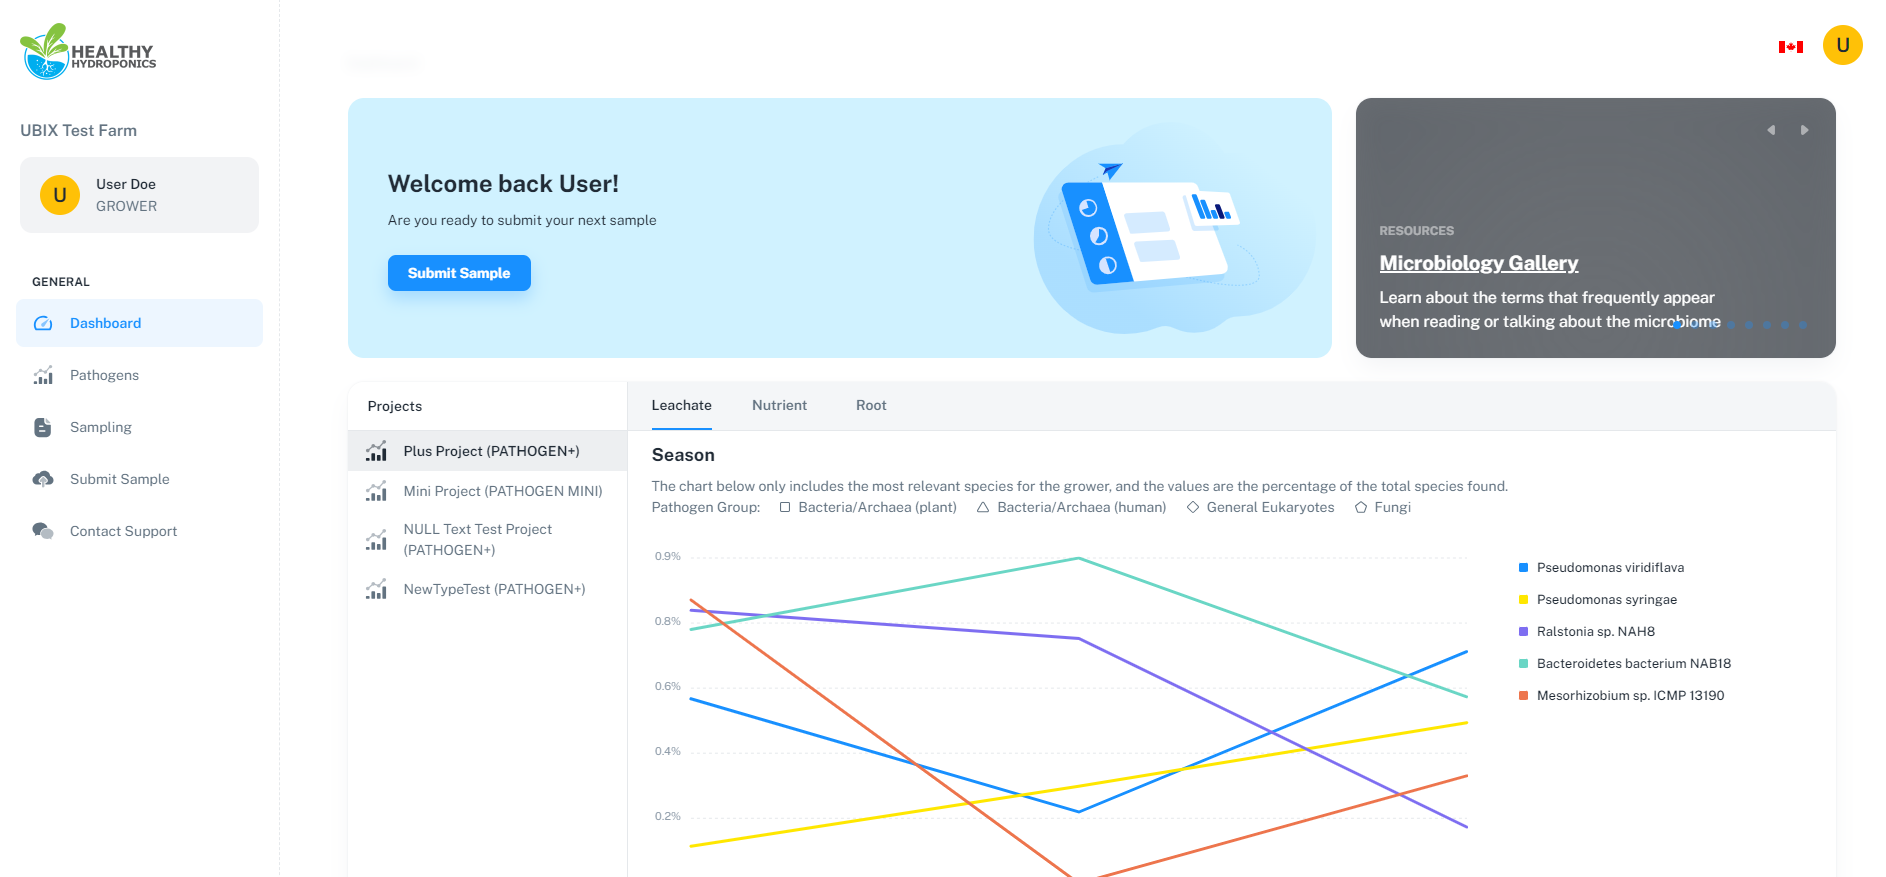 HEALTHY
HYDROPONICS
U
UBIX Test Farm
U
User Doe
GROWER
GENERAL
Dashboard
Pathogens
Sampling
Submit Sample
Contact Support
Welcome back User!
Are you ready to submit your next sample
Submit Sample
RESOURCES
Microbiology Gallery
Learn about the terms that frequently appear
when reading or talking about the microbiome
Projects
Plus Project (PATHOGEN+)
Mini Project (PATHOGEN MINI)
NULL Text Test Project
(PATHOGEN+)
NewTypeTest (PATHOGEN+)
Leachate Nutrient Root
Season
The chart below only includes the most relevant species for the grower, and the values are the percentage of the total species found.
Pathogen Group: Bacteria/Archaea (plant) Bacteria/Archaea (human) General Eukaryotes Fungi
0.9%
0.8%
0.6%
0.4%
0.2%
Pseudomonas viridiflava
Pseudomonas syringae
Ralstonia sp. NAH8
Bacteroidetes bacterium NAB18
Mesorhizobium sp. ICMP 13190